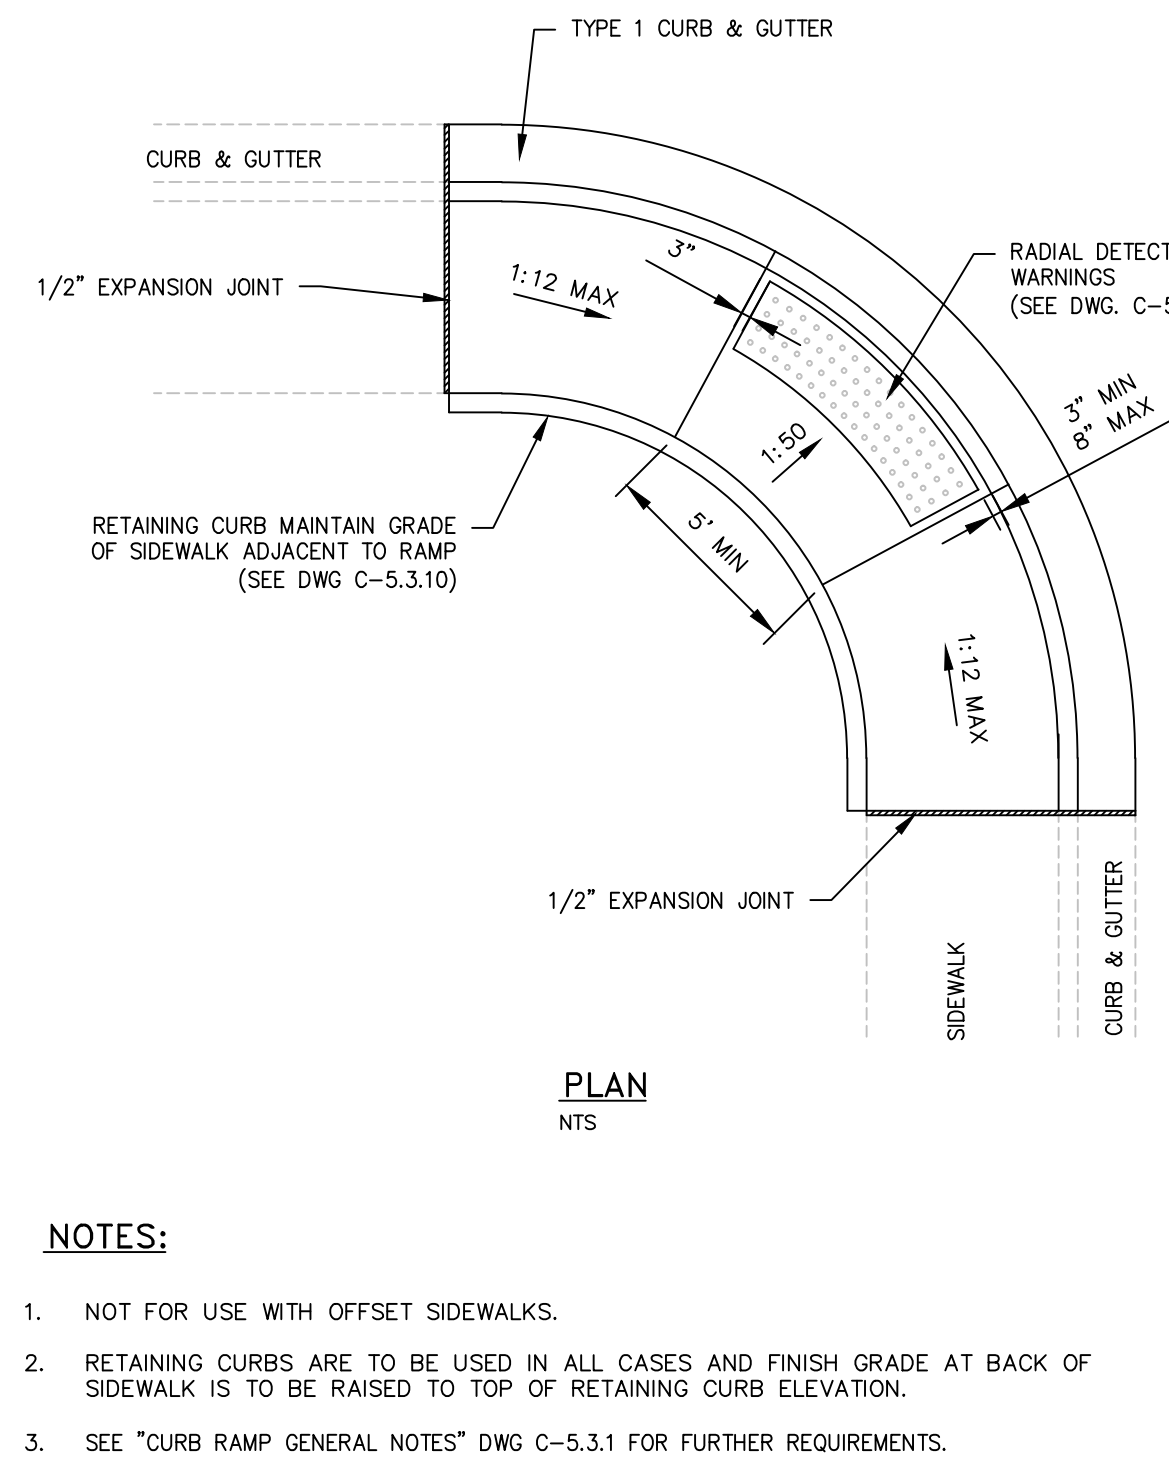 TYPE 1 CURB & GUTTER
CURB & GUTTER
3"
RADIAL
WARNINGS
(SEE DWG.
1/2" EXPANSION JOINT
1:12 MAX
3" MIN
8" MAX
1:50
RETAINING CURB MAINTAIN GRADE
OF SIDEWALK ADJACENT TO RAMP
(SEE DWG C-5.3.10)
5' MIN
1:12 MAX
1/2" EXPANSION JOINT
SIDEWALK
CURB & GUTTER
PLAN
NTS
NOTES:
1. NOT FOR USE WITH OFFSET SIDEWALKS.
2. RETAINING CURBS ARE TO BE USED IN ALL CASES AND FINISH GRADE AT BACK OF
SIDEWALK IS TO BE RAISED TO TOP OF RETAINING CURB ELEVATION.
3. SEE "CURB RAMP GENERAL NOTES" DWG C-5.3.1 FOR FURTHER REQUIREMENTS.